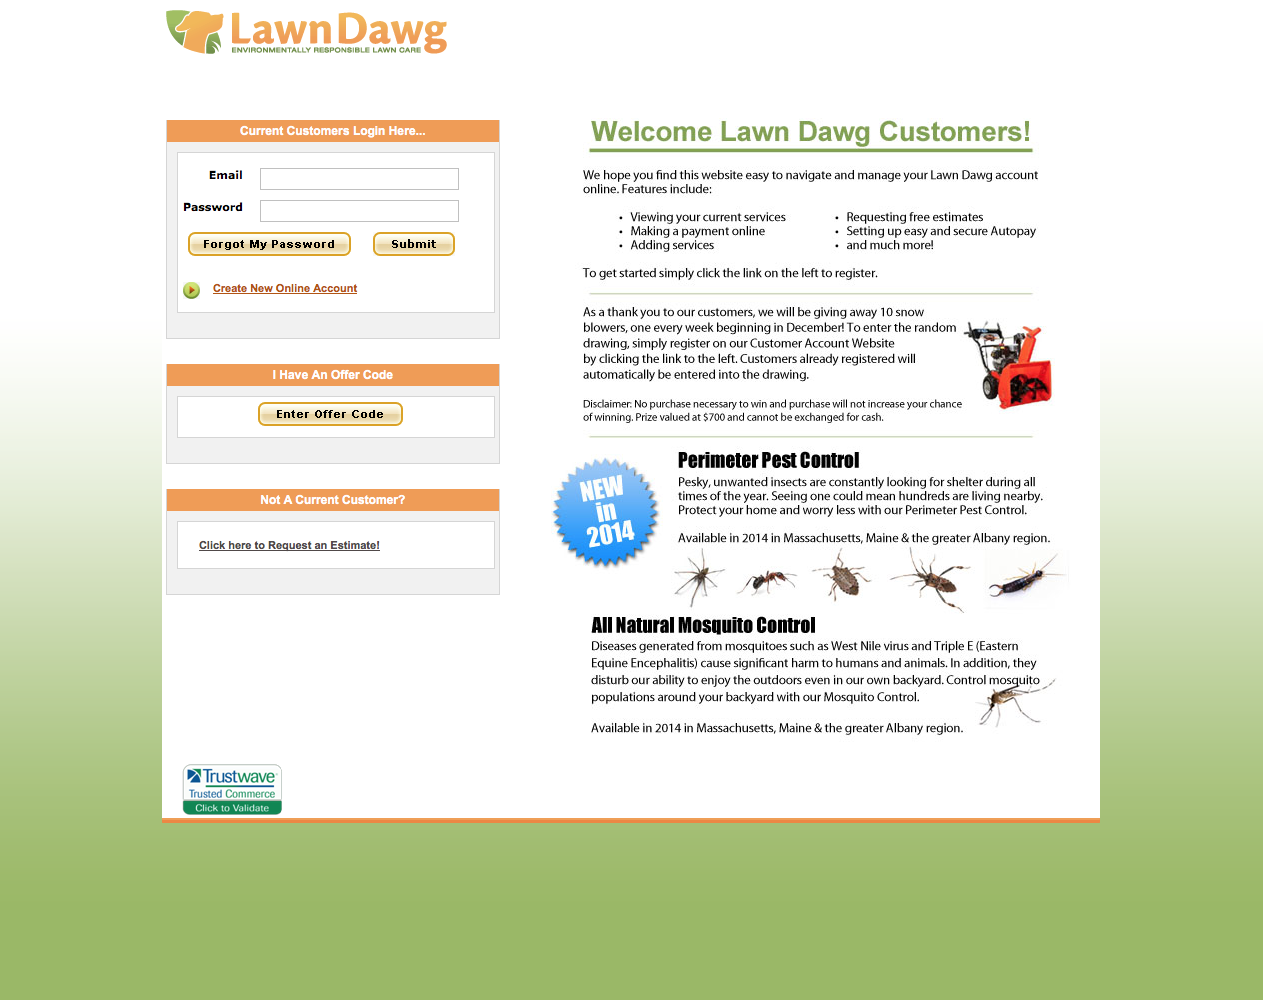 Lawn Dawg
ENVIRONMENTALLY RESPONSIBLE LAWN CARE
Current Customers Login Here...
Email
Password
Forgot My Password
Submit
Create New Online Account
I Have An Offer Code
Enter Offer Code
Not A Current Customer?
Click here to Request an Estimate!
Trustwave
Trusted Commerce
Click to Validate
Welcome Lawn Dawg Customers!
We hope you find this website easy to navigate and manage your Lawn Dawg account
online. Features include:
• Viewing your current services
• Making a payment online
• Adding services
• Requesting free estimates
• Setting up easy and secure Autopay
• and much more!
To get started simply click the link on the left to register.
As a thank you to our customers, we will be giving away 10 snow
blowers, one every week beginning in December! To enter the random
drawing, simply register on our Customer Account Website
by clicking the link to the left. Customers already registered will
automatically be entered into the drawing.
Disclaimer: No purchase necessary to win and purchase will not increase your chance
of winning. Prize valued at $700 and cannot be exchanged for cash.
NEW
in
2014
Perimeter Pest Control
Pesky, unwanted insects are constantly looking for shelter during all
times of the year. Seeing one could mean hundreds are living nearby.
Protect your home and worry less with our Perimeter Pest Control.
Available in 2014 in Massachusetts, Maine & the greater Albany region.
All Natural Mosquito Control
Diseases generated from mosquitoes such as West Nile virus and Triple E (Eastern
Equine Encephalitis) cause significant harm to humans and animals. In addition, they
disturb our ability to enjoy the outdoors even in our own backyard. Control mosquito
populations around your backyard with our Mosquito Control.
Available in 2014 in Massachusetts, Maine & the greater Albany region.